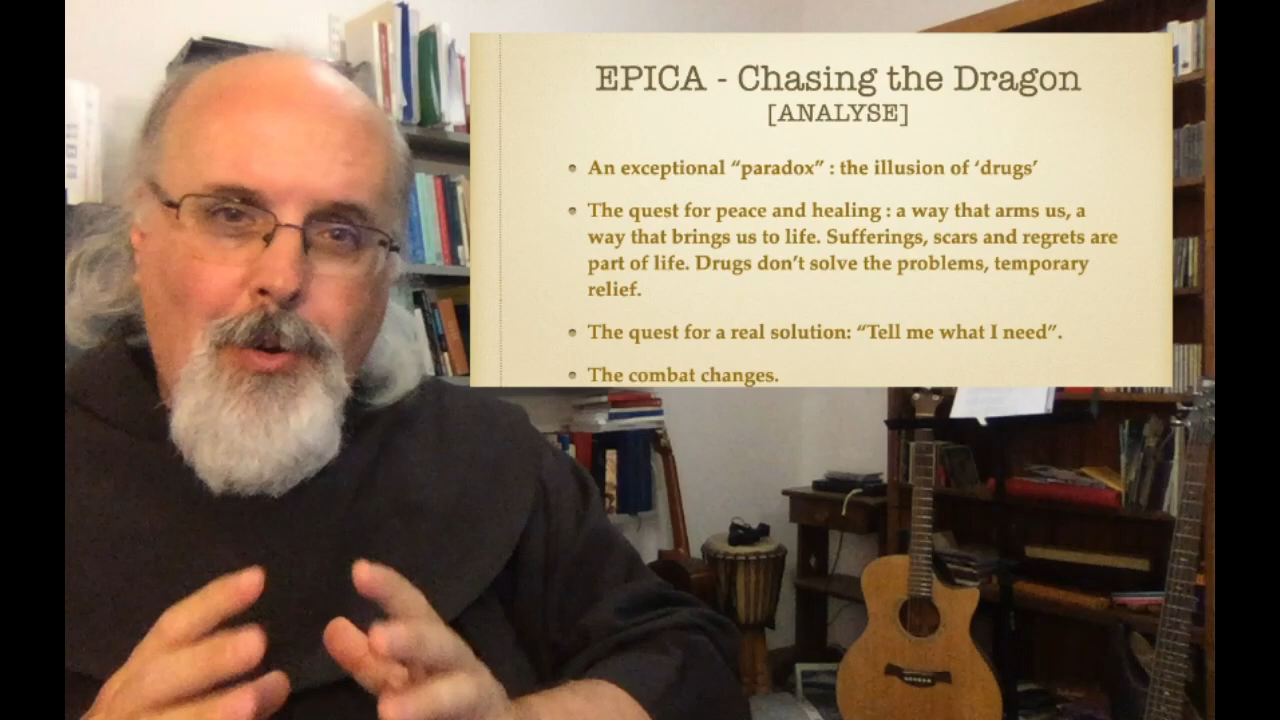 EPICA - Chasing the Dragon
[ANALYSE]
• An exceptional “paradox” : the illusion of ‘drugs’
• The quest for peace and healing : a way that arms us, a
way that brings us to life. Sufferings, scars and regrets are
part of life. Drugs don’t solve the problems, temporary
relief.
• The quest for a real solution: “Tell me what I need”.
• The combat changes.